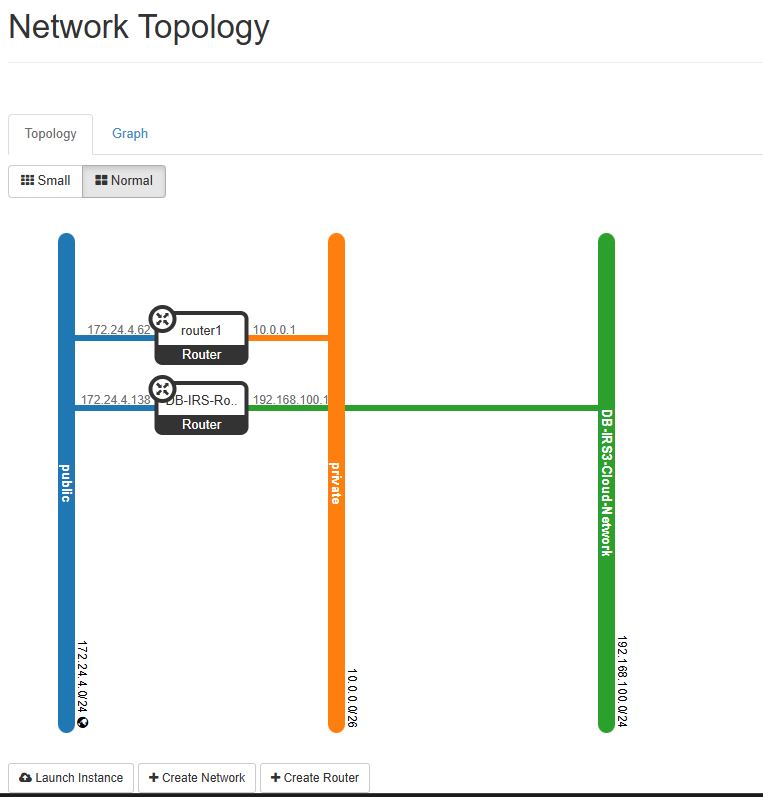 Network Topology
Topology
Graph
Small
Normal
172.24.4.62
router1
10.0.0.1
Router
172.24.4.138
DB-IRS-Ro..
192.168.100.1
Router
public
private
DB-IRS3-Cloud-Network
172.24.4.0/24
10.0.0.0/26
192.168.100.0/24
Launch Instance
Create Network
Create Router